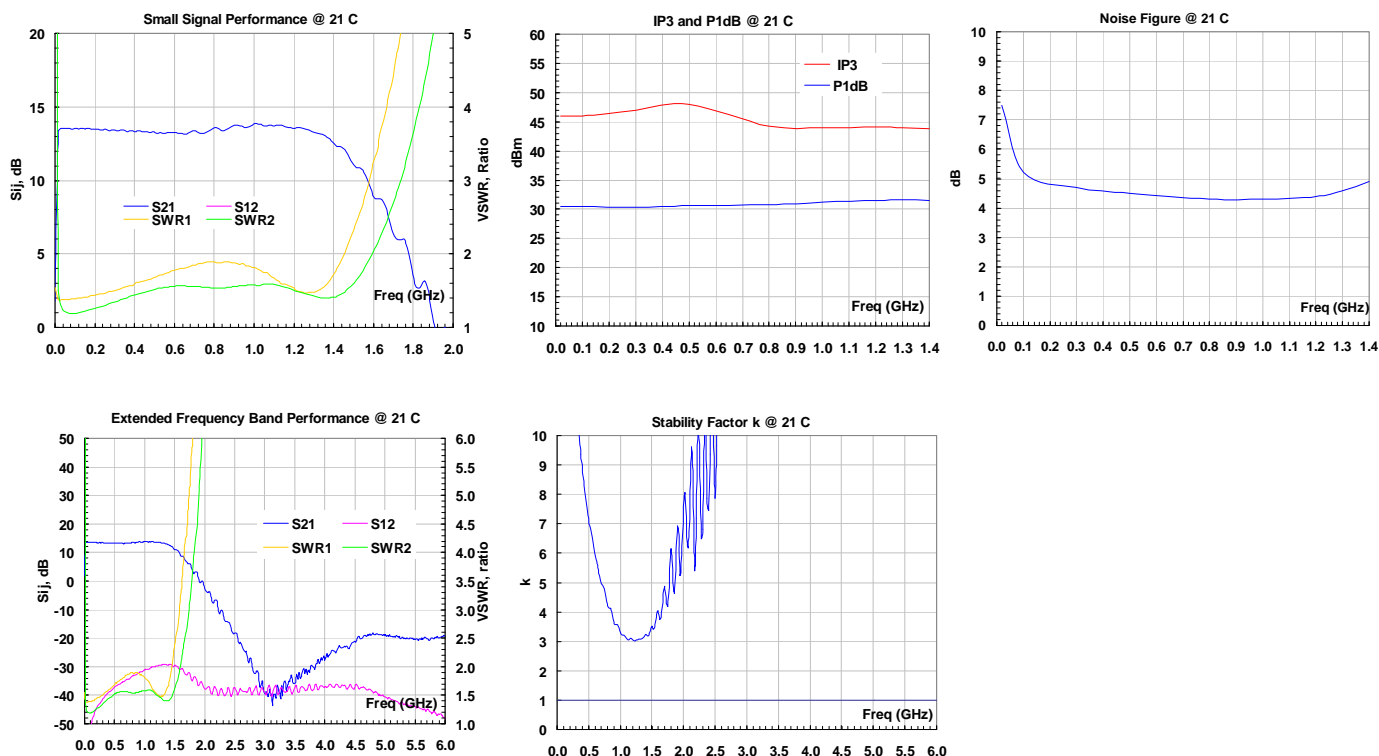 Small Signal Performance @ 21 C
20
15
10
5
0
Sij, dB
5
4
3
2
1
VSWR, Ratio
S21
S12
SWR1
SWR2
Freq (GHz)
0.0 0.2 0.4 0.6 0.8 1.0 1.2 1.4 1.6 1.8 2.0
IP3 and P1dB @ 21 C
60
55
50
45
40
35
30
25
20
15
10
dBm
IP3
P1dB
Freq (GHz)
0.0 0.1 0.2 0.3 0.4 0.5 0.6 0.7 0.8 0.9 1.0 1.1 1.2 1.3 1.4
Noise Figure @ 21 C
10
9
8
7
6
5
4
3
2
1
0
dB
Freq (GHz)
0.0 0.1 0.2 0.3 0.4 0.5 0.6 0.7 0.8 0.9 1.0 1.1 1.2 1.3 1.4
Extended Frequency Band Performance @ 21 C
50
40
30
20
10
0
-10
-20
-30
-40
-50
Sij, dB
6.0
5.5
5.0
4.5
4.0
3.5
3.0
2.5
2.0
1.5
1.0
VSWR, ratio
S21
S12
SWR1
SWR2
Freq (GHz)
0.0 0.5 1.0 1.5 2.0 2.5 3.0 3.5 4.0 4.5 5.0 5.5 6.0
Stability Factor k @ 21 C
10
9
8
7
6
5
4
3
2
1
0
k
Freq (GHz)
0.0 0.5 1.0 1.5 2.0 2.5 3.0 3.5 4.0 4.5 5.0 5.5 6.0